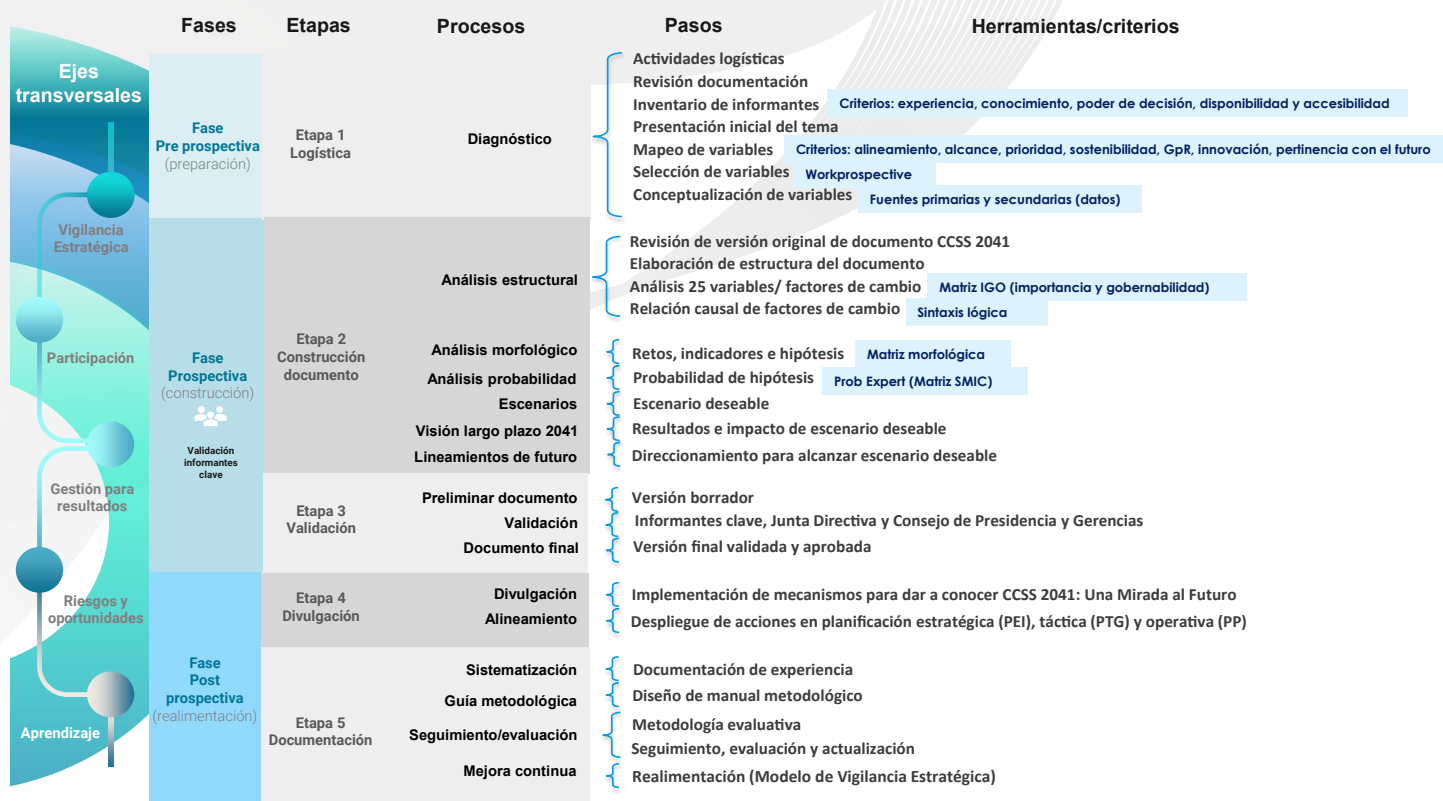 Fases
Etapas
Procesos
Pasos
Herramientas/criterios
Ejes
transversales
Vigilancia
Estratégica
Participación
Gestión para
resultados
Riesgos y
oportunidades
Aprendizaje
Fase
Pre prospectiva
(preparación)
Etapa 1
Logística
Diagnóstico
Actividades logísticas
Revisión documentación
Inventario de informantes
Criterios: experiencia, conocimiento, poder de decisión, disponibilidad y accesibilidad
Presentación inicial del tema
Mapeo de variables
Criterios: alineamiento, alcance, prioridad, sostenibilidad, GpR, innovación, pertinencia con el futuro
Selección de variables
Workprospective
Conceptualización de variables
Fuentes primarias y secundarias (datos)
Fase
Prospectiva
(construcción)
Validación
informantes
clave
Etapa 2
Construcción
documento
Análisis estructural
Revisión de versión original de documento CCSS 2041
Elaboración de estructura del documento
Análisis 25 variables/ factores de cambio
Matriz IGO (importancia y gobernabilidad)
Relación causal de factores de cambio
Sintaxis lógica
Análisis morfológico
Retos, indicadores e hipótesis
Matriz morfológica
Análisis probabilidad
Probabilidad de hipótesis
Prob Expert (Matriz SMIC)
Escenarios
Escenario deseable
Visión largo plazo 2041
Resultados e impacto de escenario deseable
Lineamientos de futuro
Direccionamiento para alcanzar escenario deseable
Etapa 3
Validación
Preliminar documento
Versión borrador
Validación
Informantes clave, Junta Directiva y Consejo de Presidencia y Gerencias
Documento final
Versión final validada y aprobada
Fase
Post
prospectiva
(realimentación)
Etapa 4
Divulgación
Divulgación
Implementación de mecanismos para dar a conocer CCSS 2041: Una Mirada al Futuro
Alineamiento
Despliegue de acciones en planificación estratégica (PEI), táctica (PTG) y operativa (PP)
Etapa 5
Documentación
Sistematización
Documentación de experiencia
Guía metodológica
Diseño de manual metodológico
Seguimiento/evaluación
Metodología evaluativa
Seguimiento, evaluación y actualización
Mejora continua
Realimentación (Modelo de Vigilancia Estratégica)